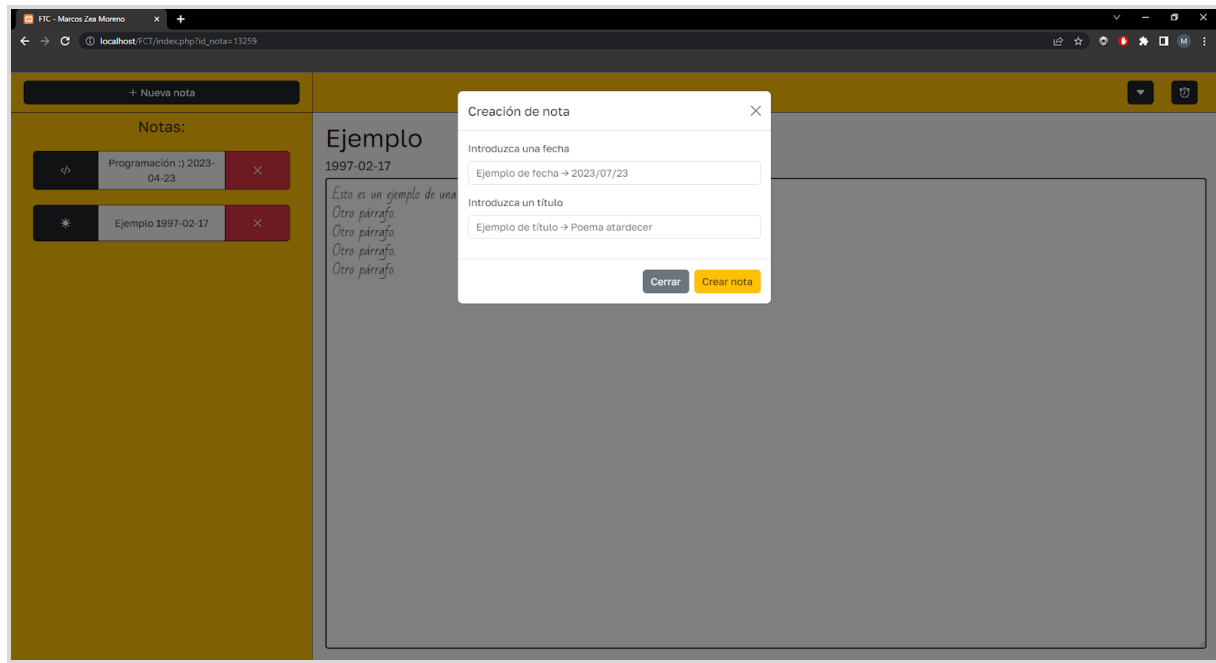 FTC - Marcos Zea Moreno
localhost/FCT/index.php?id_nota=13259
M
+ Nueva nota
Notas:
Programación :) 2023-
04-23
Ejemplo 1997-02-17
Ejemplo
1997-02-17
Esto es un ejemplo de una
Otro párrafo.
Otro párrafo.
Otro párrafo.
Otro párrafo.
Creación de nota
Introduzca una fecha
Ejemplo de fecha → 2023/07/23
Introduzca un título
Ejemplo de título → Poema atardecer
Cerrar
Crear nota